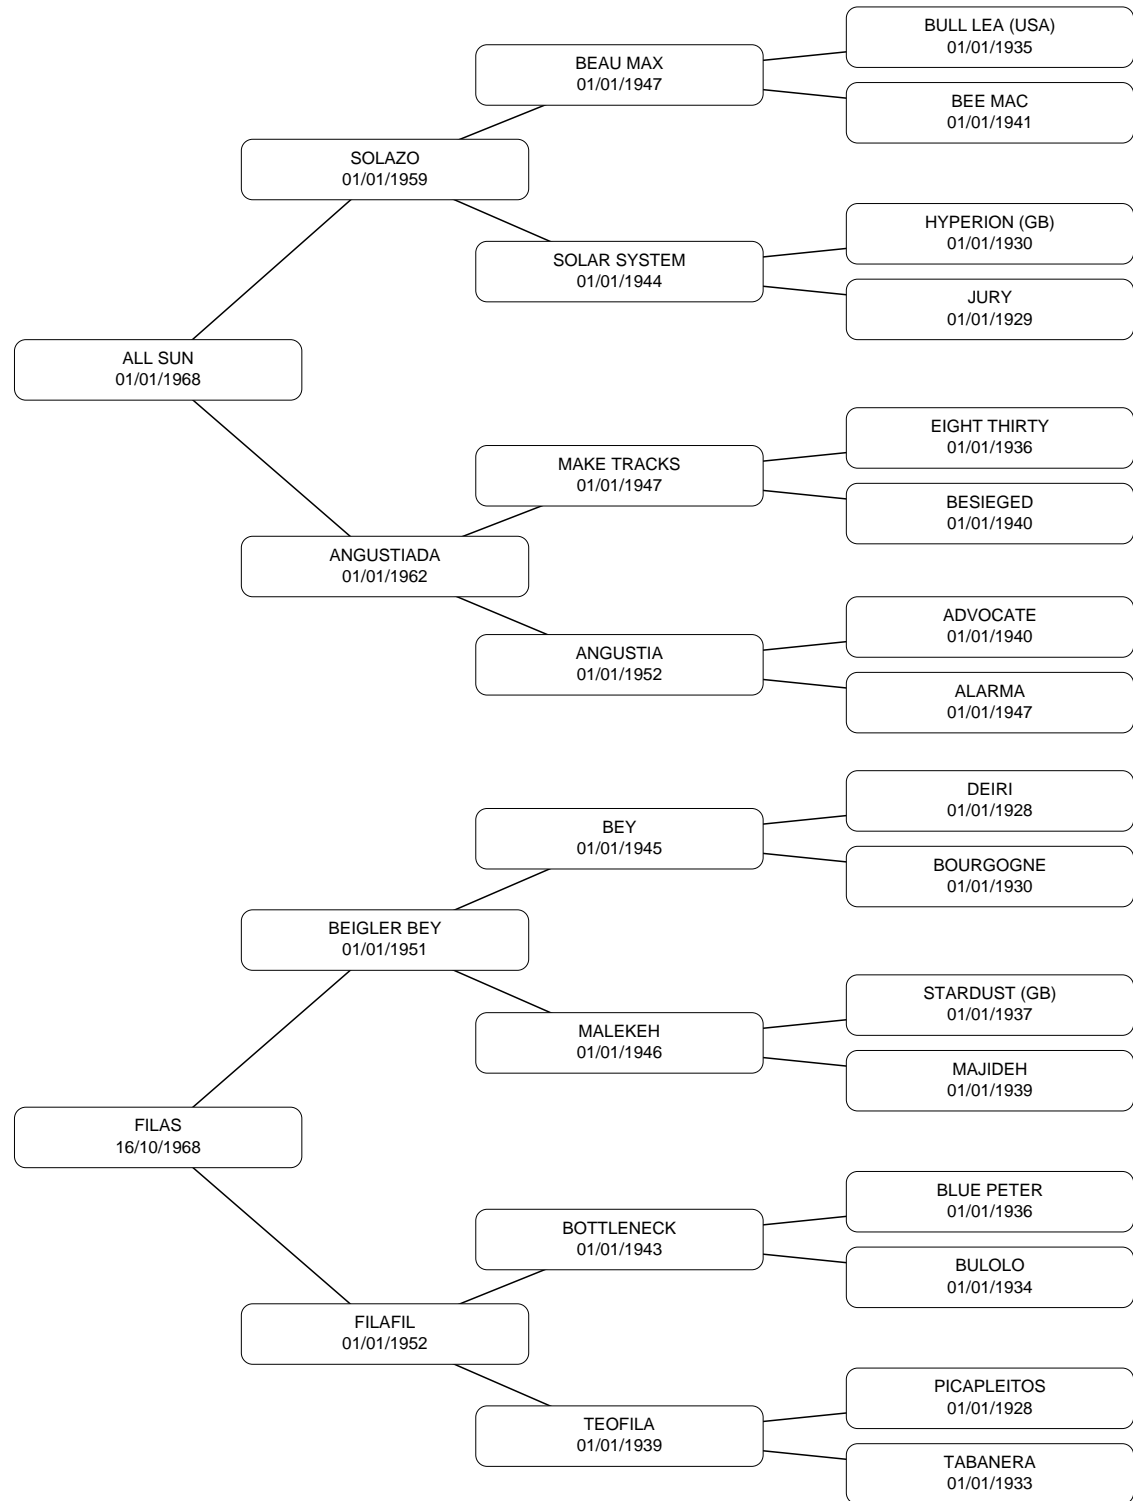 BULL LEA (USA)
01/01/1935
BEAU MAX
01/01/1947
BEE MAC
01/01/1941
SOLAZO
01/01/1959
HYPERION (GB)
01/01/1930
SOLAR SYSTEM
01/01/1944
JURY
01/01/1929
ALL SUN
01/01/1968
EIGHT THIRTY
01/01/1936
MAKE TRACKS
01/01/1947
BESIEGED
01/01/1940
ANGUSTIADA
01/01/1962
ADVOCATE
01/01/1940
ANGUSTIA
01/01/1952
ALARMA
01/01/1947
DEIRI
01/01/1928
BEY
01/01/1945
BOURGOGNE
01/01/1930
BEIGLER BEY
01/01/1951
STARDUST (GB)
01/01/1937
MALEKEH
01/01/1946
MAJIDEH
01/01/1939
FILAS
16/10/1968
BLUE PETER
01/01/1936
BOTTLENECK
01/01/1943
BULOLO
01/01/1934
FILAFIL
01/01/1952
PICAPLEITOS
01/01/1928
TEOFILA
01/01/1939
TABANERA
01/01/1933